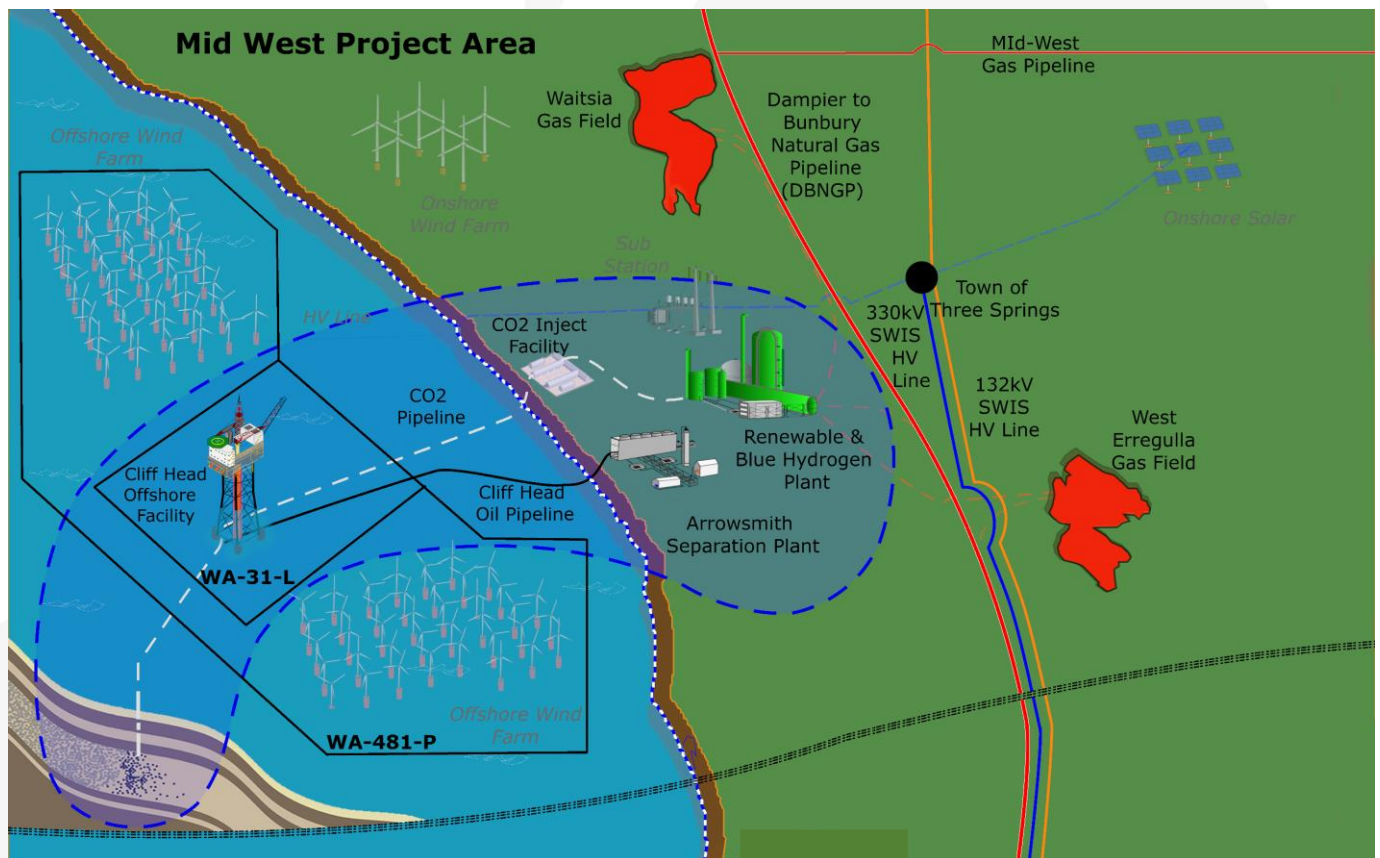 Mid West Project Area
MId-West
Gas Pipeline
Waitsia
Gas Field
Dampier to
Bunbury
Natural Gas
Pipeline
(DBNGP)
Offshore Wind
Farm
Onshore
Wind Farm
Onshore Solar
Sub
Station
HV Line
CO2 Inject
Facility
Town of
Three Springs
330kV
SWIS
HV
Line
132kV
SWIS
HV Line
CO2
Pipeline
West
Erregulla
Gas Field
Renewable &
Blue Hydrogen
Plant
Cliff Head
Offshore
Facility
Cliff Head
Oil Pipeline
Arrowsmith
Separation Plant
WA-31-L
Offshore Wind
Farm
WA-481-P